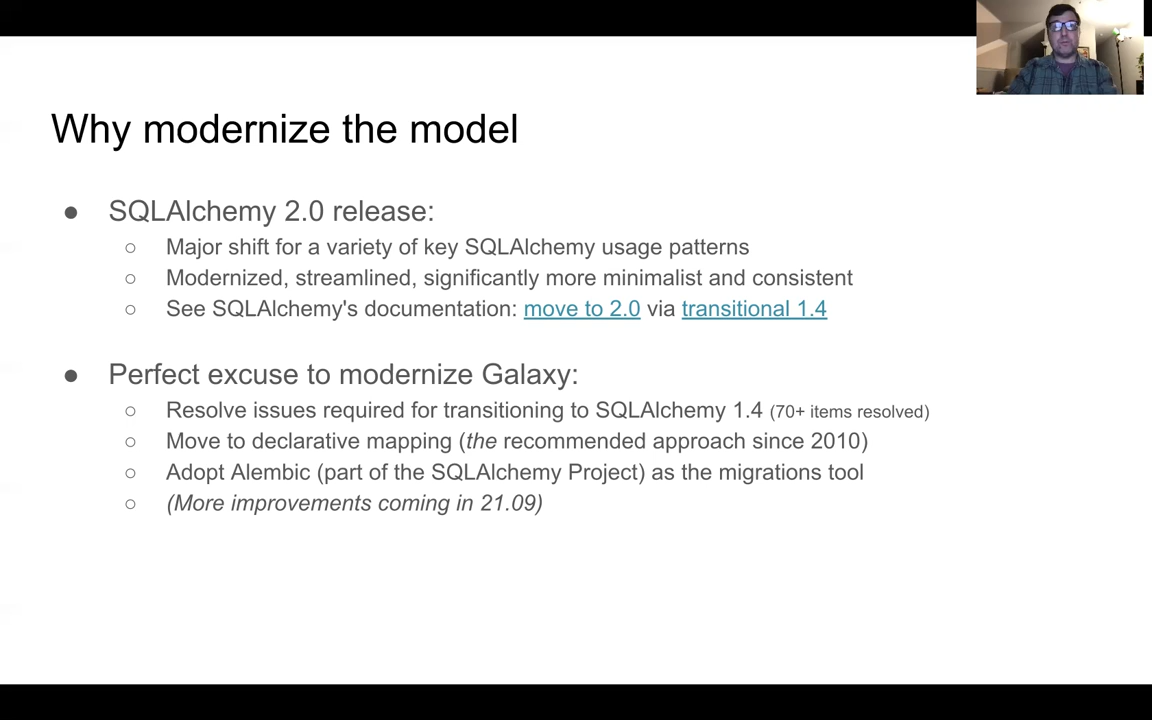 Why modernize the model
● SQLAlchemy 2.0 release:
○ Major shift for a variety of key SQLAlchemy usage patterns
○ Modernized, streamlined, significantly more minimalist and consistent
○ See SQLAlchemy's documentation: move to 2.0 via transitional 1.4
● Perfect excuse to modernize Galaxy:
○ Resolve issues required for transitioning to SQLAlchemy 1.4 (70+ items resolved)
○ Move to declarative mapping (the recommended approach since 2010)
○ Adopt Alembic (part of the SQLAlchemy Project) as the migrations tool
○ (More improvements coming in 21.09)